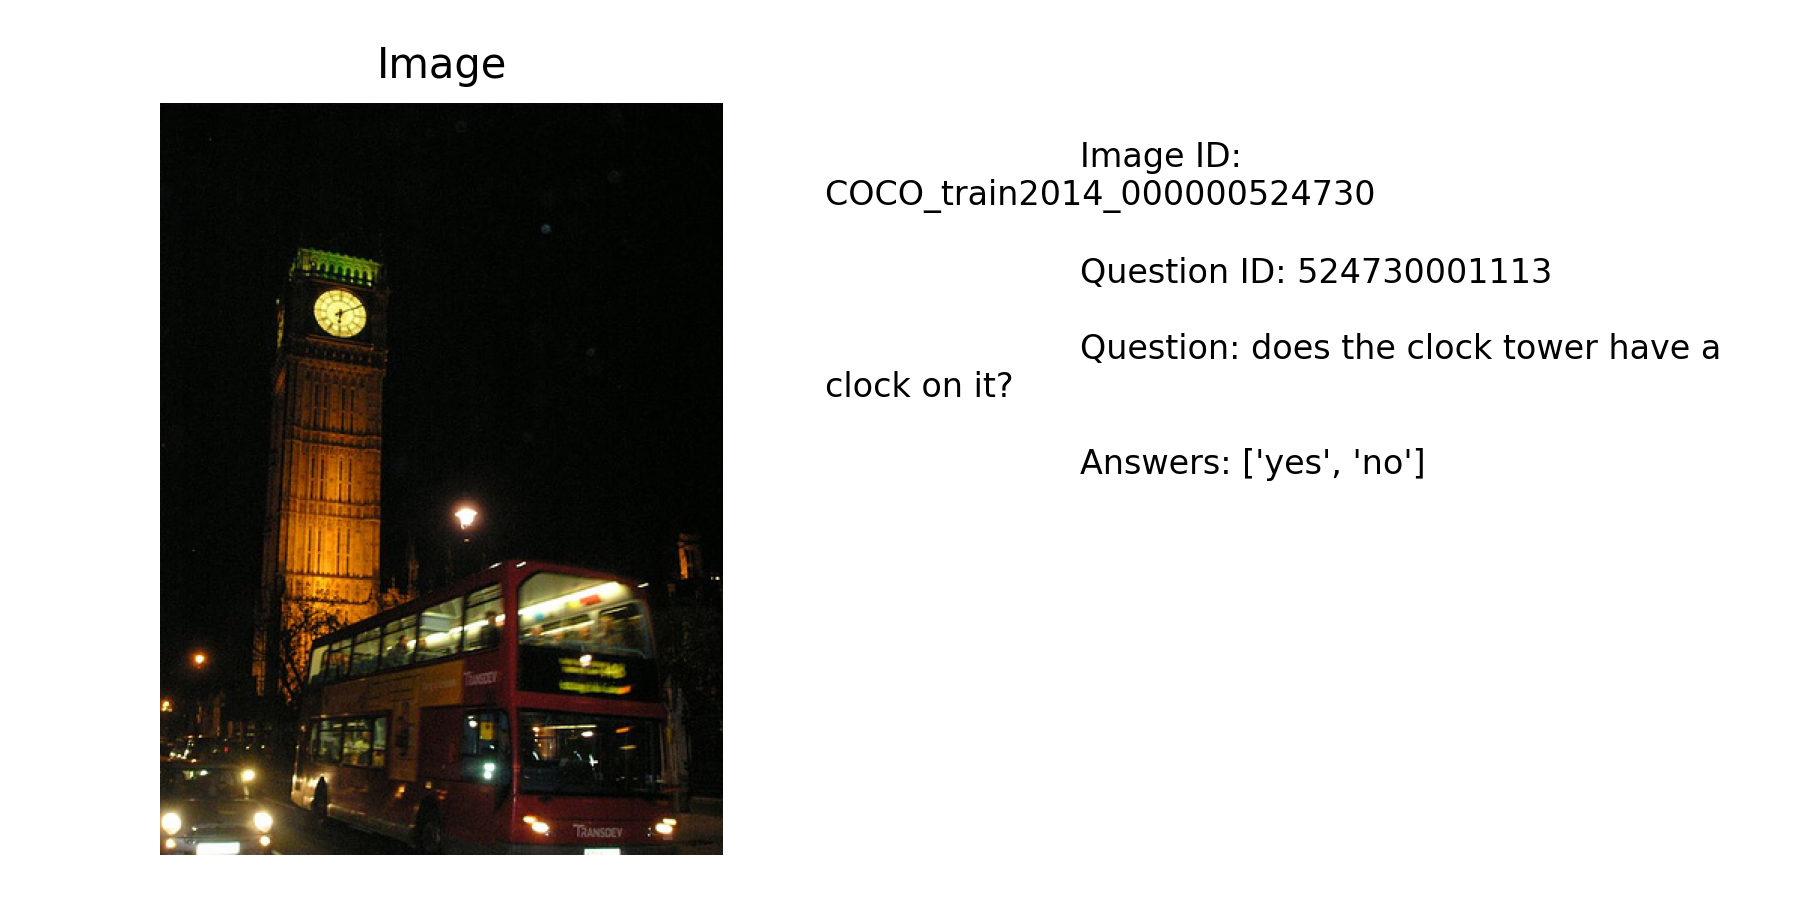 Image
Image ID:
COCO_train2014_000000524730
Question ID: 524730001113
Question: does the clock tower have a
clock on it?
Answers: ['yes', 'no']
TRANSDEV
TRANSDEV